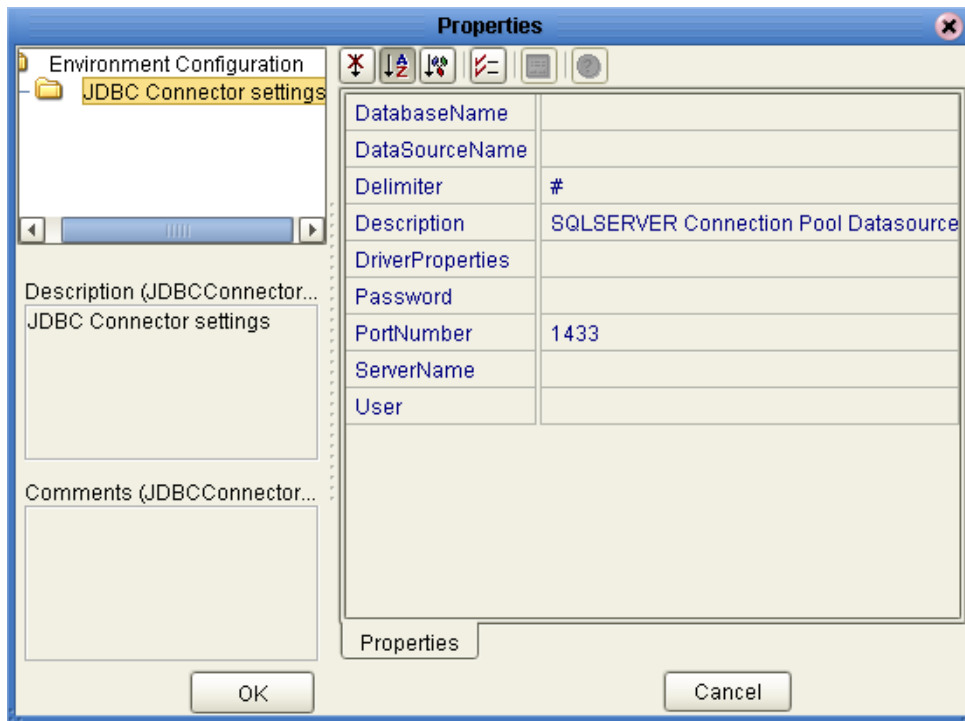 Properties
Environment Configuration
JDBC Connector settings
Description (JDBCConnector...
JDBC Connector settings
Comments (JDBCConnector...
DatabaseName
DataSourceName
Delimiter #
Description SQLSERVER Connection Pool Datasource
DriverProperties
Password
PortNumber 1433
ServerName
User
Properties
OK
Cancel